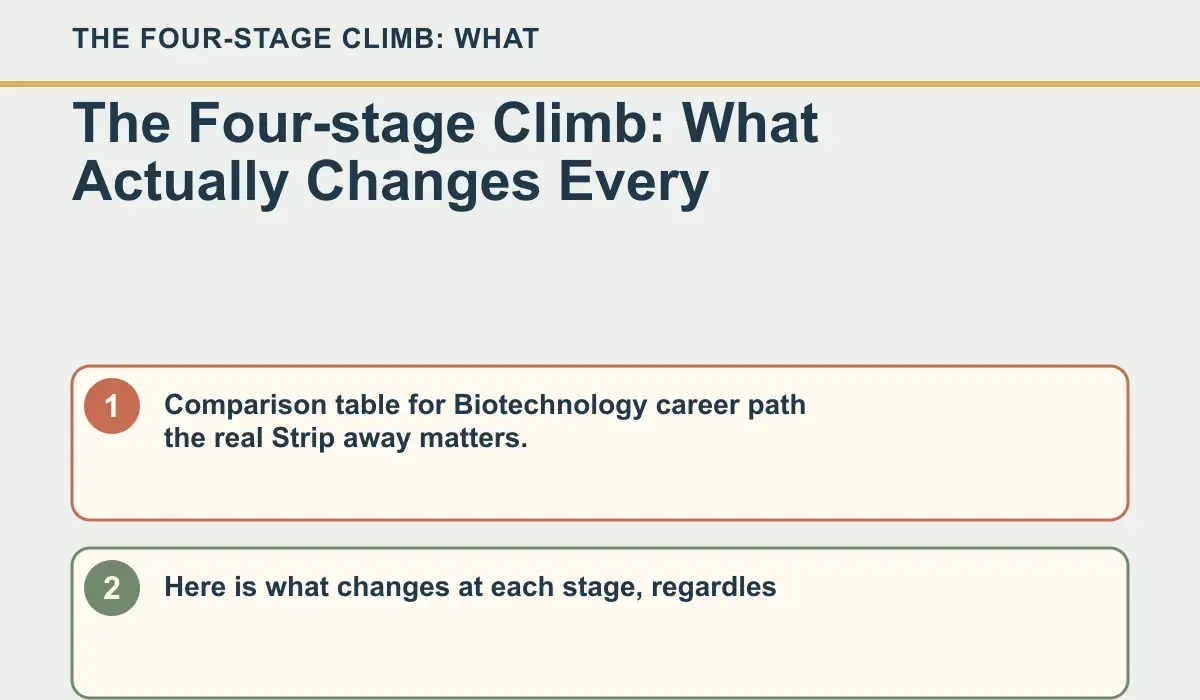 THE FOUR-STAGE CLIMB: WHAT
The Four-stage Climb: What
Actually Changes Every
1
Comparison table for Biotechnology career path
the real Strip away matters.
2
Here is what changes at each stage, regardles